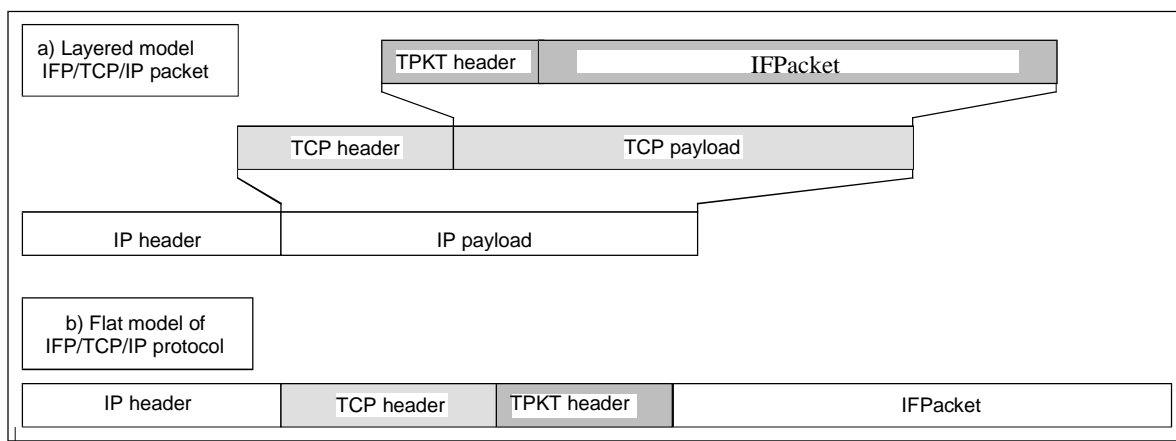 a) Layered model
IFP/TCP/IP packet
TPKT header IFPacket
TCP header TCP payload
IP header IP payload
b) Flat model of
IFP/TCP/IP protocol
IP header TCP header TPKT header IFPacket